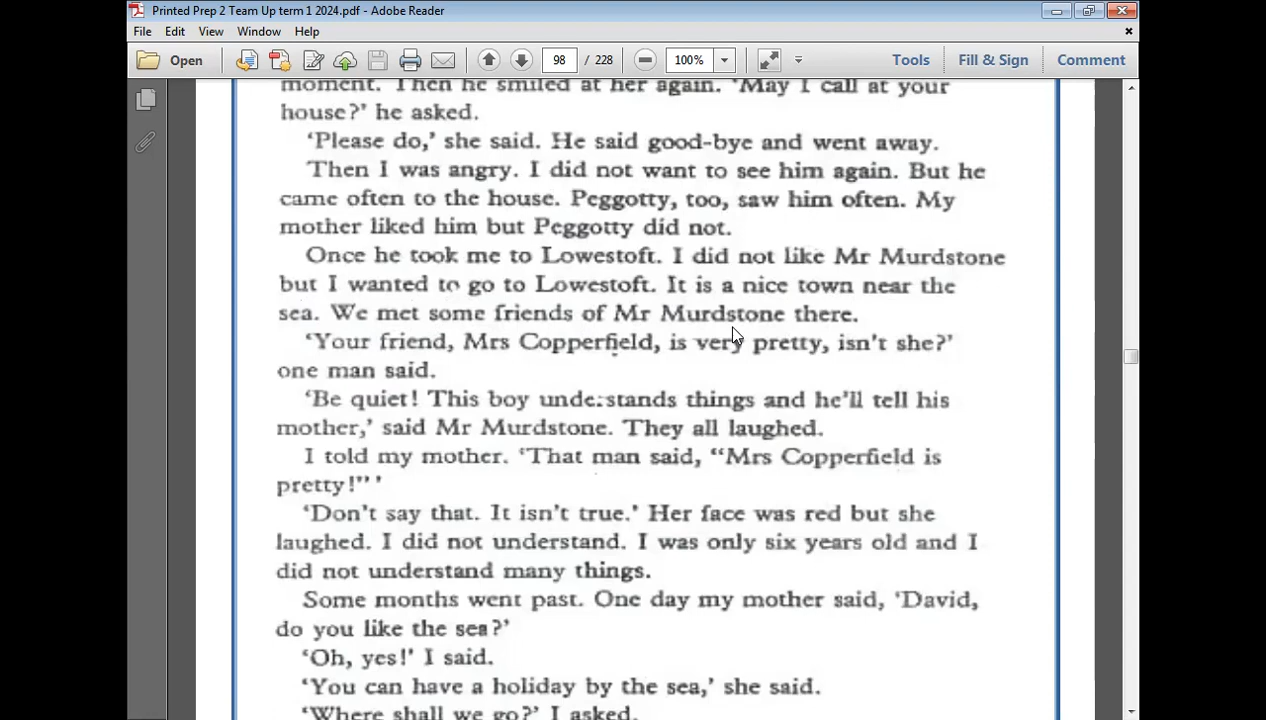 Printed Prep 2 Team Up term 1 2024.pdf - Adobe Reader
File Edit View Window Help
Open 98 / 228 100% Tools Fill & Sign Comment
moment. Then he smiled at her again. ‘May I call at your
house?’ he asked.
‘Please do,’ she said. He said good-bye and went away.
Then I was angry. I did not want to see him again. But he
came often to the house. Peggotty, too, saw him often. My
mother liked him but Peggotty did not.
Once he took me to Lowestoft. I did not like Mr Murdstone
but I wanted to go to Lowestoft. It is a nice town near the
sea. We met some friends of Mr Murdstone there.
‘Your friend, Mrs Copperfield, is very pretty, isn't she?’
one man said.
‘Be quiet! This boy understands things and he'll tell his
mother,’ said Mr Murdstone. They all laughed.
I told my mother. ‘That man said, “Mrs Copperfield is
pretty!”’
‘Don't say that. It isn't true.’ Her face was red but she
laughed. I did not understand. I was only six years old and I
did not understand many things.
Some months went past. One day my mother said, ‘David,
do you like the sea?’
‘Oh, yes!’ I said.
‘You can have a holiday by the sea,’ she said.
‘Where shall we go?’ I asked.